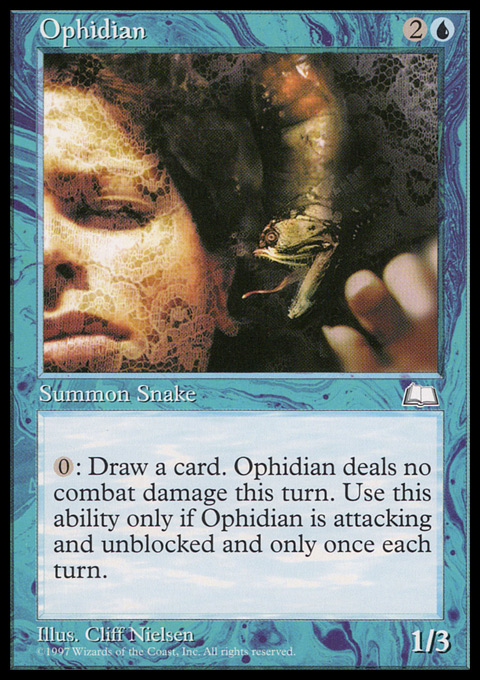 Ophidian 2
Summon Snake
0: Draw a card. Ophidian deals no
combat damage this turn. Use this
ability only if Ophidian is attacking
and unblocked and only once each
turn.
Illus. Cliff Nielsen
©1997 Wizards of the Coast, Inc. All rights reserved.
1/3